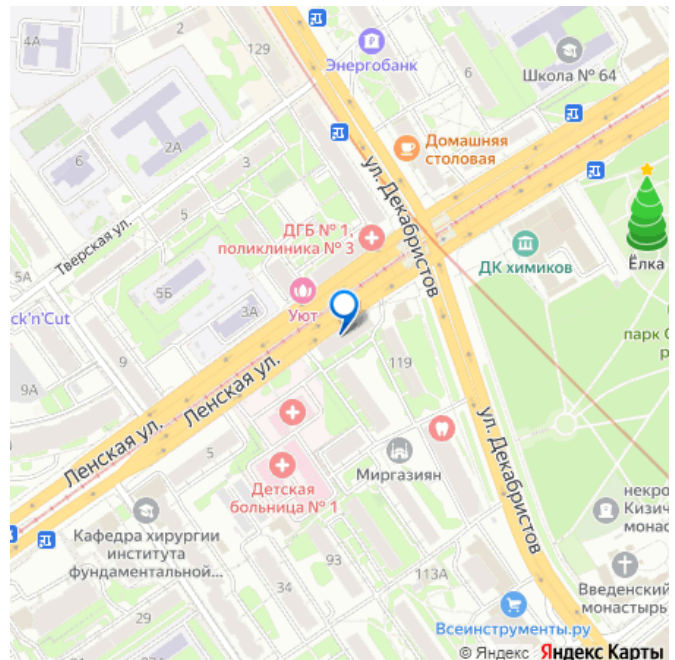 4А
2
129
Энергобанк
6
Школа № 64
Домашняя
столовая
2А
6
3
ул. Декабристов
5
ДГБ № 1,
поликлиника № 3
Тверская ул.
ДК химиков
Ёлка
5А
5Б
3А
Уют
ck'n'Cut
парк
9
119
9А
Ленская ул.
Ленская ул.
5
ул. Декабристов
Миргазиян
Детская
больница № 1
некро
Кизич
монас
Кафедра хирургии
института
фундаментальной...
93
34
113А
Введенский
монастырь
29
Всеинструменты.ру
© Яндекс Яндекс Карты